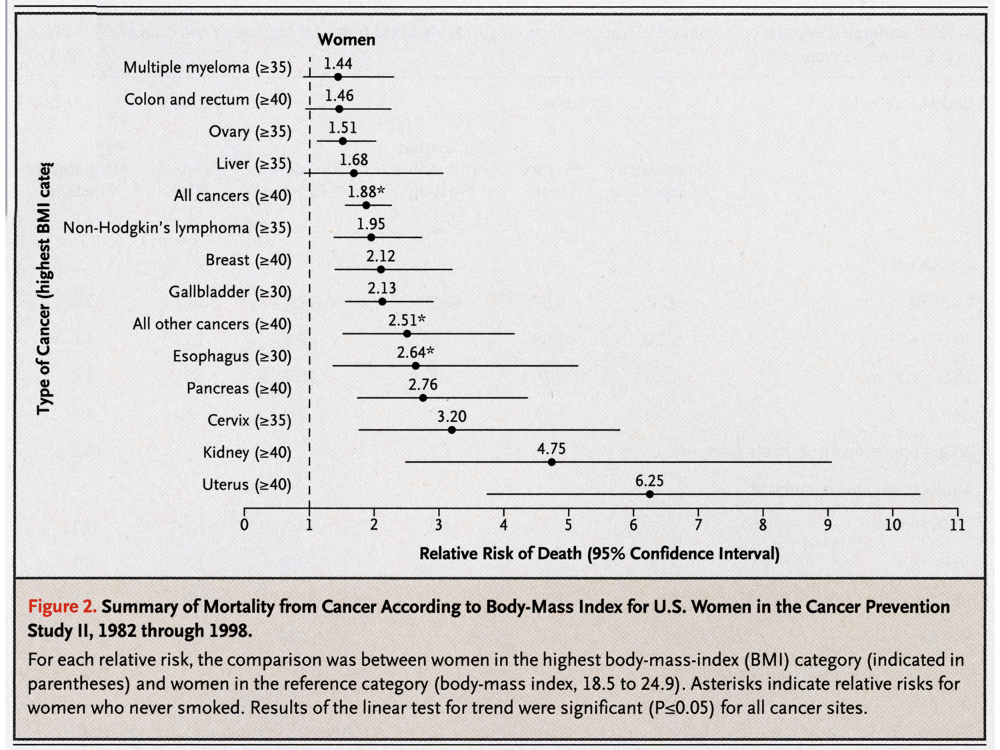 Women
Multiple myeloma (≥35) 1.44
Colon and rectum (≥40) 1.46
Ovary (≥35) 1.51
Liver (≥35) 1.68
All cancers (≥40) 1.88*
Non-Hodgkin's lymphoma (≥35) 1.95
Breast (≥40) 2.12
Gallbladder (≥30) 2.13
All other cancers (≥40) 2.51*
Esophagus (≥30) 2.64*
Pancreas (≥40) 2.76
Cervix (≥35) 3.20
Kidney (≥40) 4.75
Uterus (≥40) 6.25
Type of Cancer (highest BMI
0 1 2 3 4 5 6 7 8 9 10 11
Relative Risk of Death (95% Confidence Interval)
Figure 2. Summary of Mortality from Cancer According to Body-Mass Index for U.S. Women in the Cancer Prevention
Study II, 1982 through 1998.
For each relative risk, the comparison was between women in the highest body-mass-index (BMI) category (indicated in
parentheses) and women in the reference category (body-mass index, 18.5 to 24.9). Asterisks indicate relative risks for
women who never smoked. Results of the linear test for trend were significant (P≤0.05) for all cancer sites.